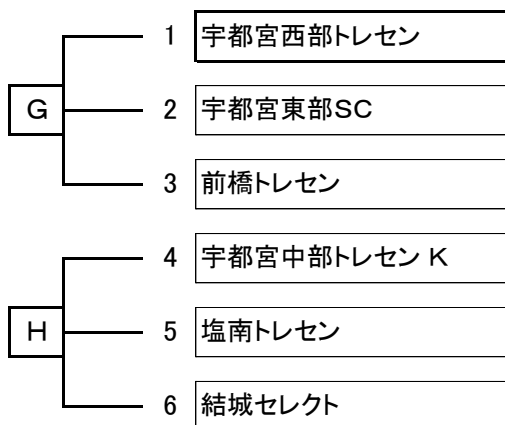 1 宇都宮西部トレセン
G 2 宇都宮東部SC
3 前橋トレセン
4 宇都宮中部トレセン K
H 5 塩南トレセン
6 結城セレクト